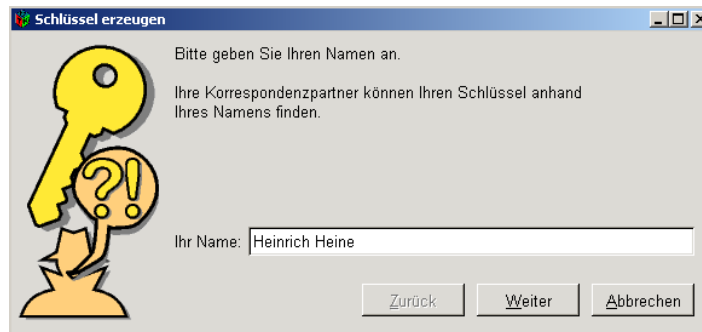 Schlüssel erzeugen
Bitte geben Sie Ihren Namen an.
Ihre Korrespondenzpartner können Ihren Schlüssel anhand
Ihres Namens finden.
?!
Ihr Name: Heinrich Heine
Zurück Weiter Abbrechen